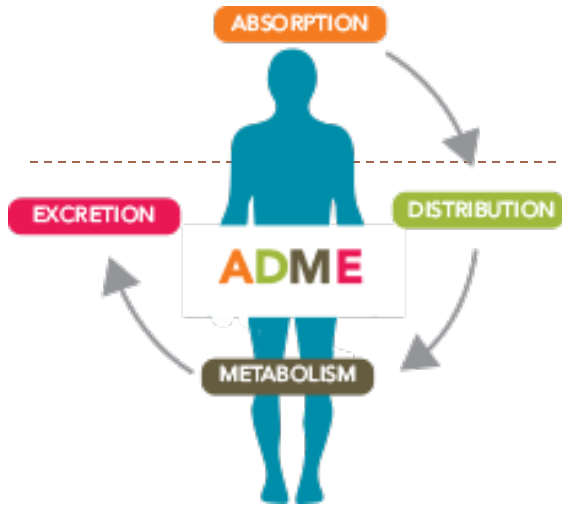 ABSORPTION
DISTRIBUTION
EXCRETION
ADME
METABOLISM